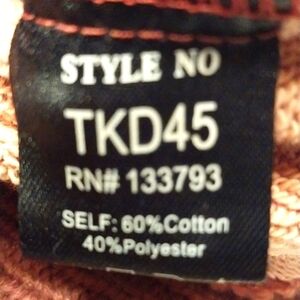 STYLE NO
TKD45
RN# 133793
SELF: 60%Cotton
40%Polyester